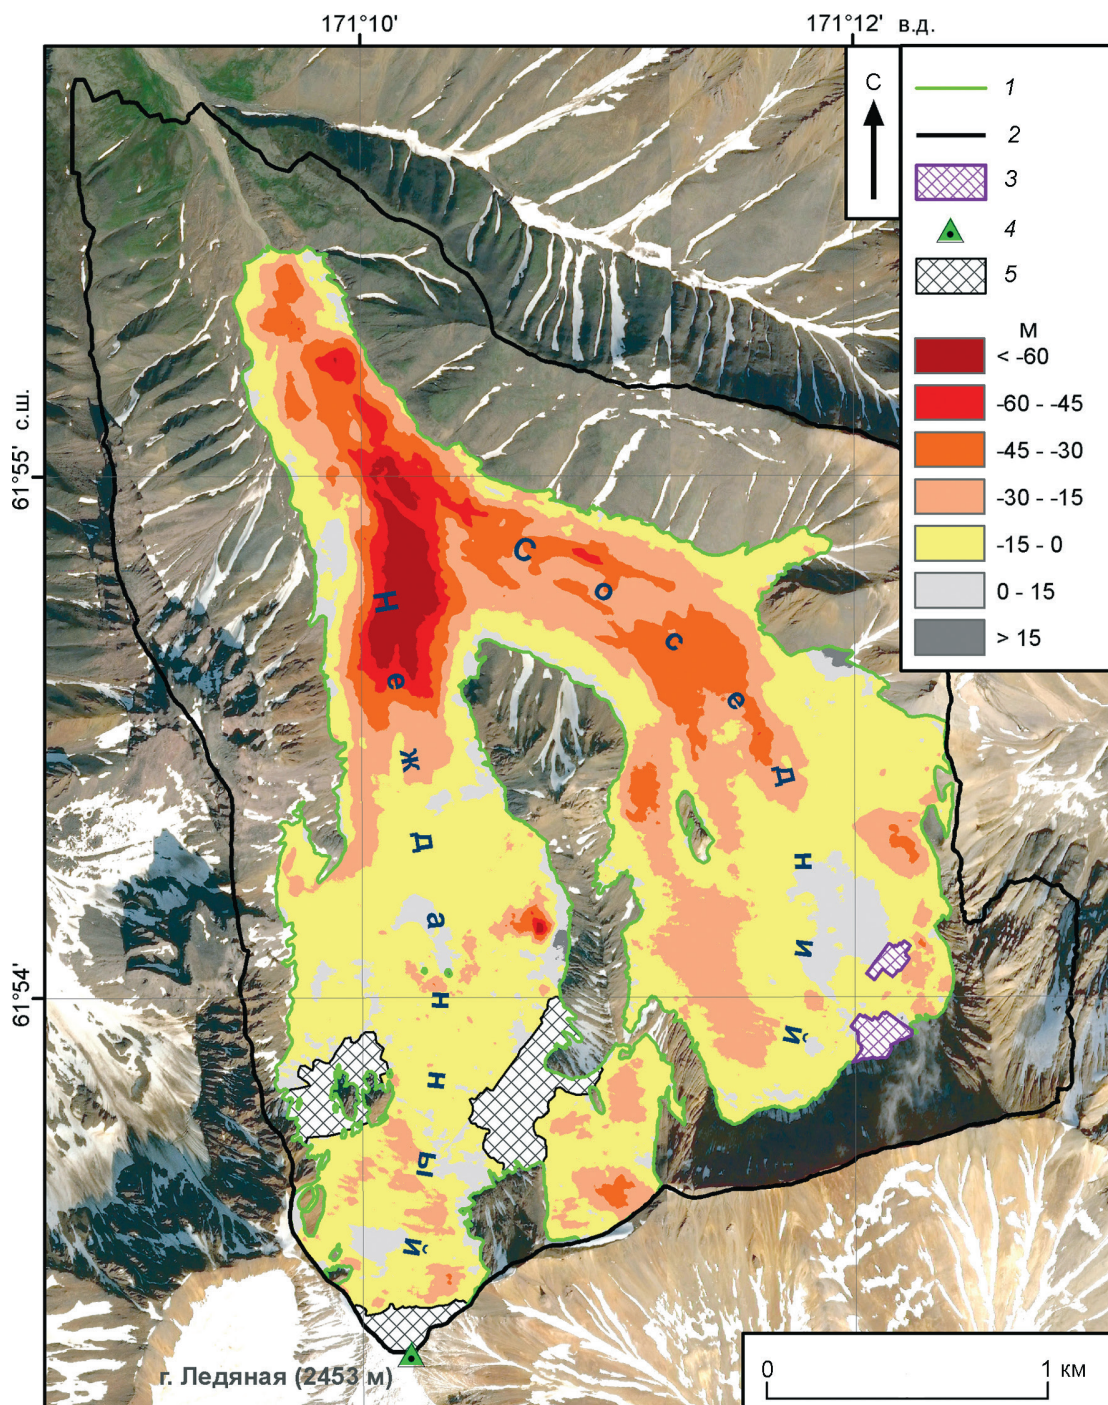 171°10' 171°12' в.д.
С
1
2
3
4
5
М
< -60
-60 - -45
-45 - -30
-30 - -15
-15 - 0
0 - 15
> 15
61°55' с.ш.
61°54'
Нежданный
Соседний
г. Ледяная (2453 м)
0 1 км